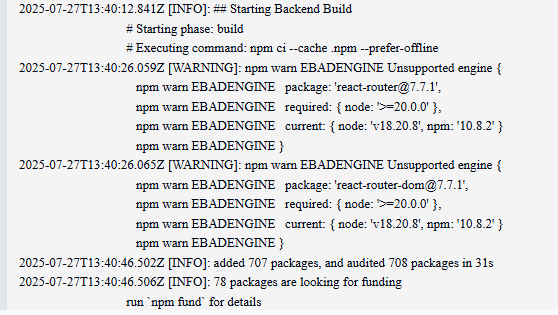 2025-07-27T13:40:12.841Z [INFO]: ## Starting Backend Build
# Starting phase: build
# Executing command: npm ci --cache .npm --prefer-offline
2025-07-27T13:40:26.059Z [WARNING]: npm warn EBADENGINE Unsupported engine {
npm warn EBADENGINE package: 'react-router@7.7.1',
npm warn EBADENGINE required: { node: '>=20.0.0' },
npm warn EBADENGINE current: { node: 'v18.20.8', npm: '10.8.2' }
npm warn EBADENGINE }
2025-07-27T13:40:26.065Z [WARNING]: npm warn EBADENGINE Unsupported engine {
npm warn EBADENGINE package: 'react-router-dom@7.7.1',
npm warn EBADENGINE required: { node: '>=20.0.0' },
npm warn EBADENGINE current: { node: 'v18.20.8', npm: '10.8.2' }
npm warn EBADENGINE }
2025-07-27T13:40:46.502Z [INFO]: added 707 packages, and audited 708 packages in 31s
2025-07-27T13:40:46.506Z [INFO]: 78 packages are looking for funding
run `npm fund` for details